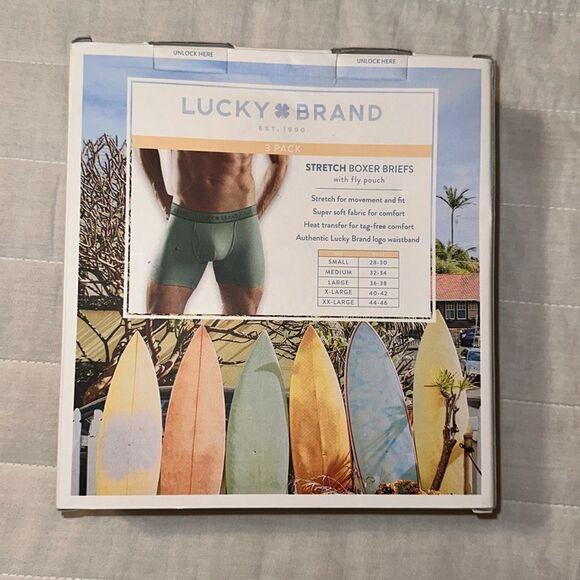 UNLOCK HERE
UNLOCK HERE
LUCKY BRAND
EST. 1990
3 PACK
STRETCH BOXER BRIEFS
with fly pouch
Stretch for movement and fit
Super soft fabric for comfort
Heat transfer for tag-free comfort
Authentic Lucky Brand logo waistband
SMALL 28-30
MEDIUM 32-34
LARGE 36-38
X-LARGE 40-42
XX-LARGE 44-46
LUCKY BRAND